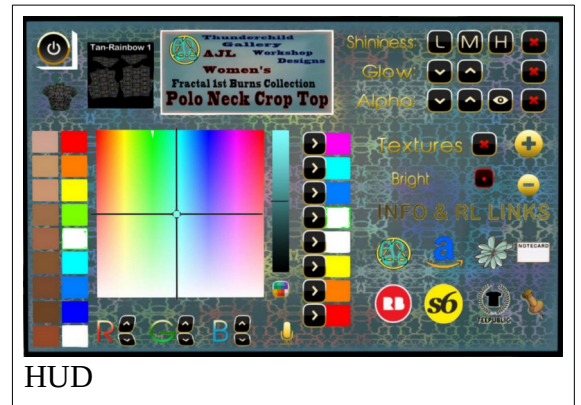 Tan-Rainbow 1
Thunderchild
Gallery
AJL Workshop
Designs
Women's
Fractal 1st Burns Collection
Polo Neck Crop Top
Shininess L M H
Glow
Alpha
Textures
Bright
INFO & RL LINKS
a
NOTECARD
RB
s6
TEEPUBLIC
R G B
HUD